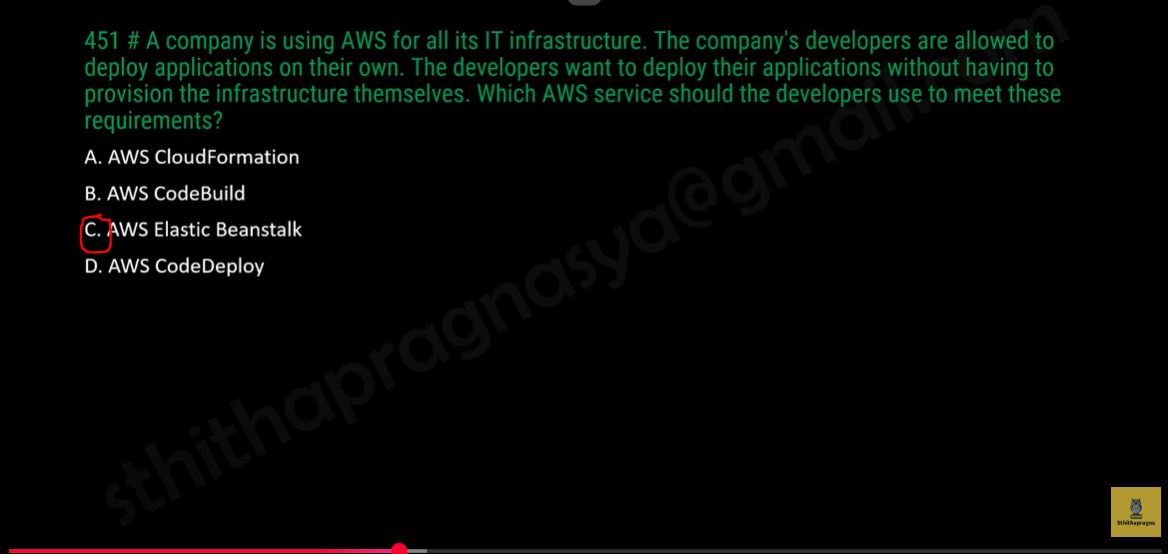 451 # A company is using AWS for all its IT infrastructure. The company's developers are allowed to
deploy applications on their own. The developers want to deploy their applications without having to
provision the infrastructure themselves. Which AWS service should the developers use to meet these
requirements?
A. AWS CloudFormation
B. AWS CodeBuild
C. AWS Elastic Beanstalk
D. AWS CodeDeploy
sthithapragnasya@gmail.com
Sthithapragna